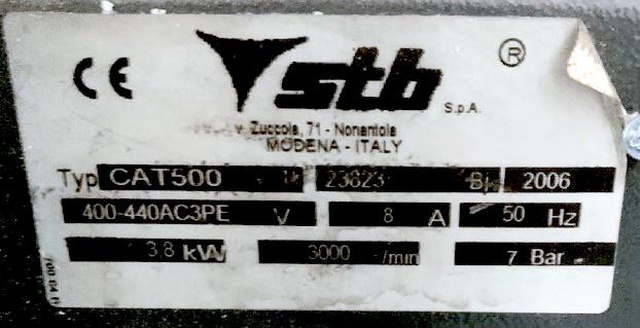 CE stb S.p.A. ®
v. Zuccola, 71 - Nonantola
MODENA - ITALY
Typ CAT500 23823 Bj 2006
400-440AC3PE V 8 A 50 Hz
3,8 kW 3000 /min 7 Bar